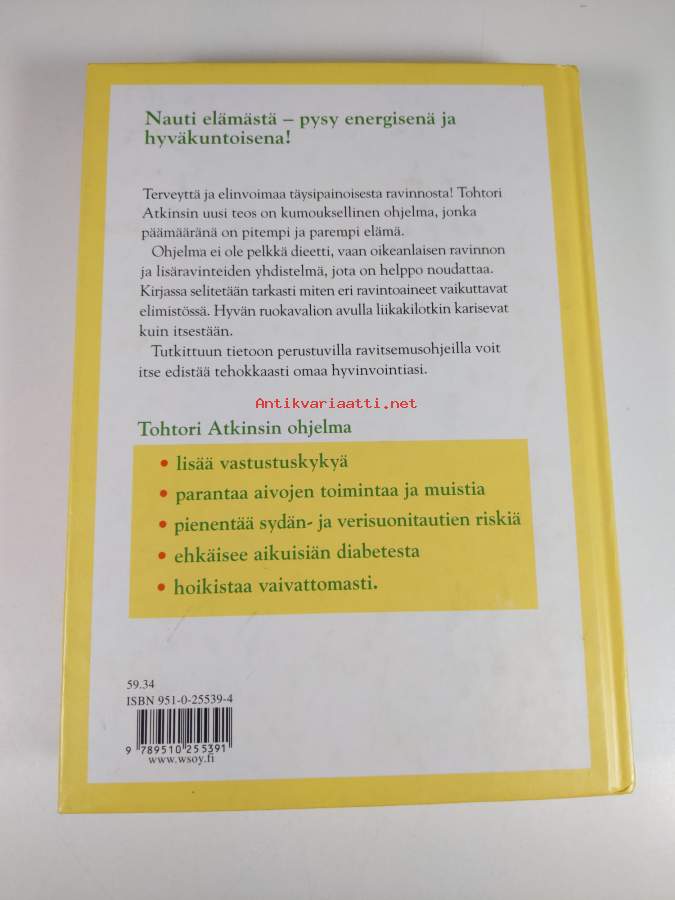 Nauti elämästä – pysy energisenä ja
hyväkuntoisena!
Terveyttä ja elinvoimaa täysipainoisesta ravinnosta! Tohtori
Atkinsin uusi teos on kumouksellinen ohjelma, jonka
päämääränä on pitempi ja parempi elämä.
Ohjelma ei ole pelkkä dieetti, vaan oikeanlaisen ravinnon
ja lisäravinteiden yhdistelmä, jota on helppo noudattaa.
Kirjassa selitetään tarkasti miten eri ravintoaineet vaikuttavat
elimistössä. Hyvän ruokavalion avulla liikakilotkin karisevat
kuin itsestään.
Tutkittuun tietoon perustuvilla ravitsemusohjeilla voit
itse edistää tehokkaasti omaa hyvinvointiasi.
Antikvariaatti.net
Tohtori Atkinsin ohjelma
• lisää vastustuskykyä
• parantaa aivojen toimintaa ja muistia
• pienentää sydän- ja verisuonitautien riskiä
• ehkäisee aikuisiän diabetesta
• hoikistaa vaivattomasti.
59.34
ISBN 951-0-25539-4
9 789510 255391
www.wsoy.fi